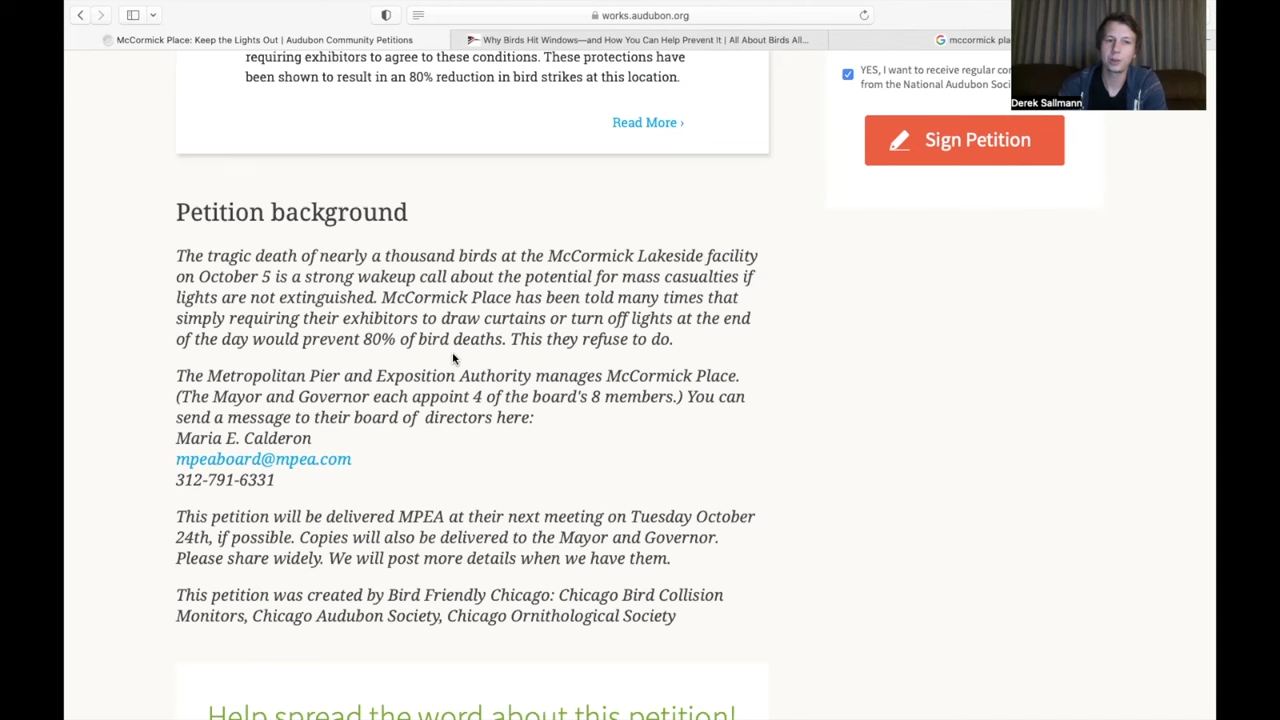 works.audubon.org
McCormick Place: Keep the Lights Out | Audubon Community Petitions
Why Birds Hit Windows—and How You Can Help Prevent It | All About Birds All...
mccormick pla
requiring exhibitors to agree to these conditions. These protections have
been shown to result in an 80% reduction in bird strikes at this location.
Read More ›
YES, I want to receive regular
from the National Audubon
Derek Sallmann
Sign Petition
Petition background
The tragic death of nearly a thousand birds at the McCormick Lakeside facility
on October 5 is a strong wakeup call about the potential for mass casualties if
lights are not extinguished. McCormick Place has been told many times that
simply requiring their exhibitors to draw curtains or turn off lights at the end
of the day would prevent 80% of bird deaths. This they refuse to do.
The Metropolitan Pier and Exposition Authority manages McCormick Place.
(The Mayor and Governor each appoint 4 of the board's 8 members.) You can
send a message to their board of directors here:
Maria E. Calderon
mpeaboard@mpea.com
312-791-6331
This petition will be delivered MPEA at their next meeting on Tuesday October
24th, if possible. Copies will also be delivered to the Mayor and Governor.
Please share widely. We will post more details when we have them.
This petition was created by Bird Friendly Chicago: Chicago Bird Collision
Monitors, Chicago Audubon Society, Chicago Ornithological Society
Help spread the word about this petition!